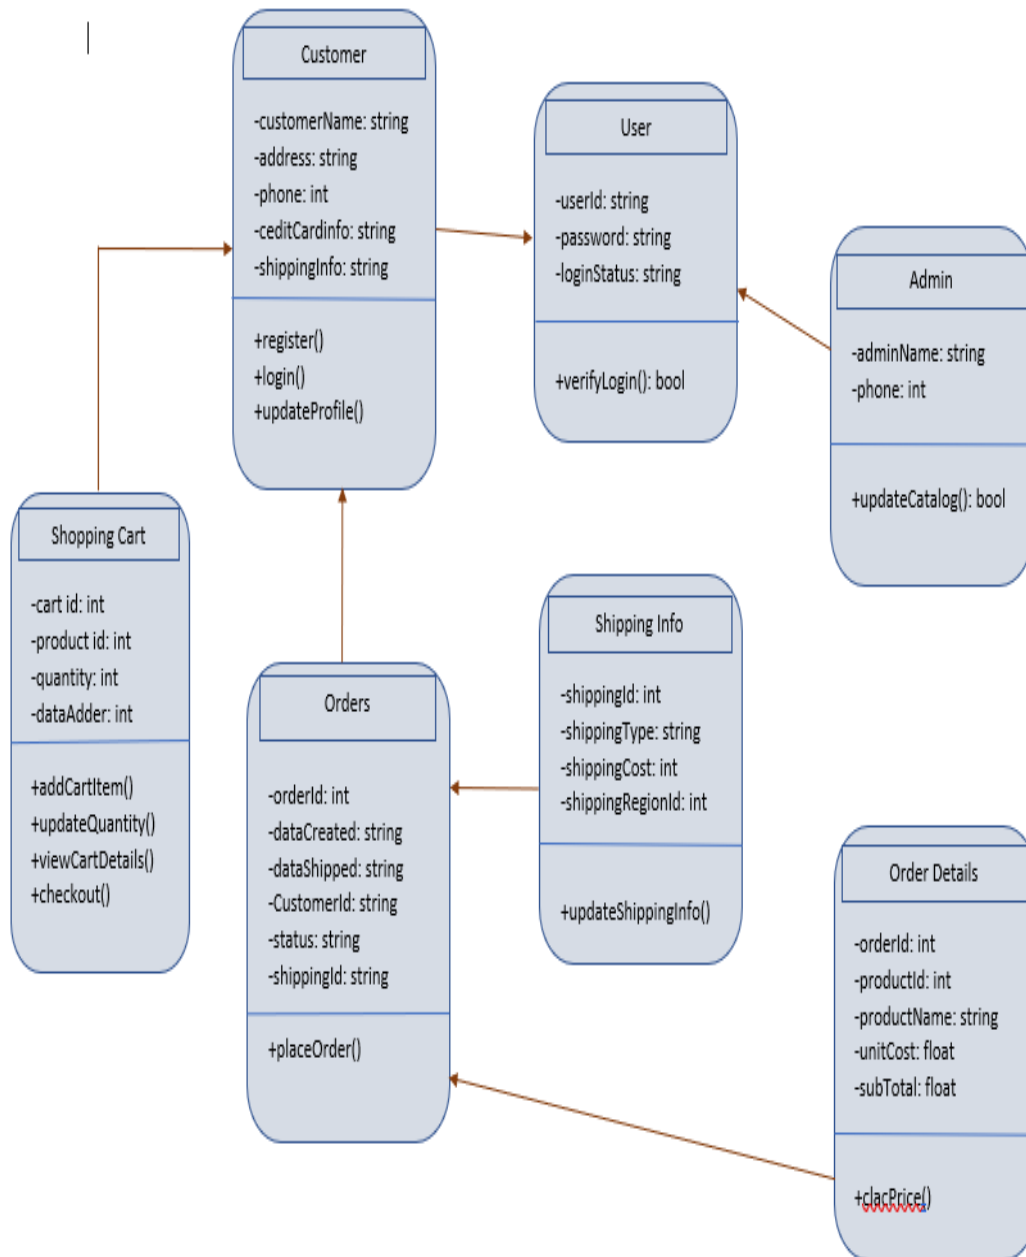 Customer
-customerName: string
-address: string
-phone: int
-ceditCardinfo: string
-shippingInfo: string
+register()
+login()
+updateProfile()
User
-userId: string
-password: string
-loginStatus: string
+verifyLogin(): bool
Admin
-adminName: string
-phone: int
+updateCatalog(): bool
Shopping Cart
-cart id: int
-product id: int
-quantity: int
-dataAdder: int
+addCartItem()
+updateQuantity()
+viewCartDetails()
+checkout()
Orders
-orderId: int
-dataCreated: string
-dataShipped: string
-CustomerId: string
-status: string
-shippingId: string
+placeOrder()
Shipping Info
-shippingId: int
-shippingType: string
-shippingCost: int
-shippingRegionId: int
+updateShippingInfo()
Order Details
-orderId: int
-productId: int
-productName: string
-unitCost: float
-subTotal: float
+clacPrice()